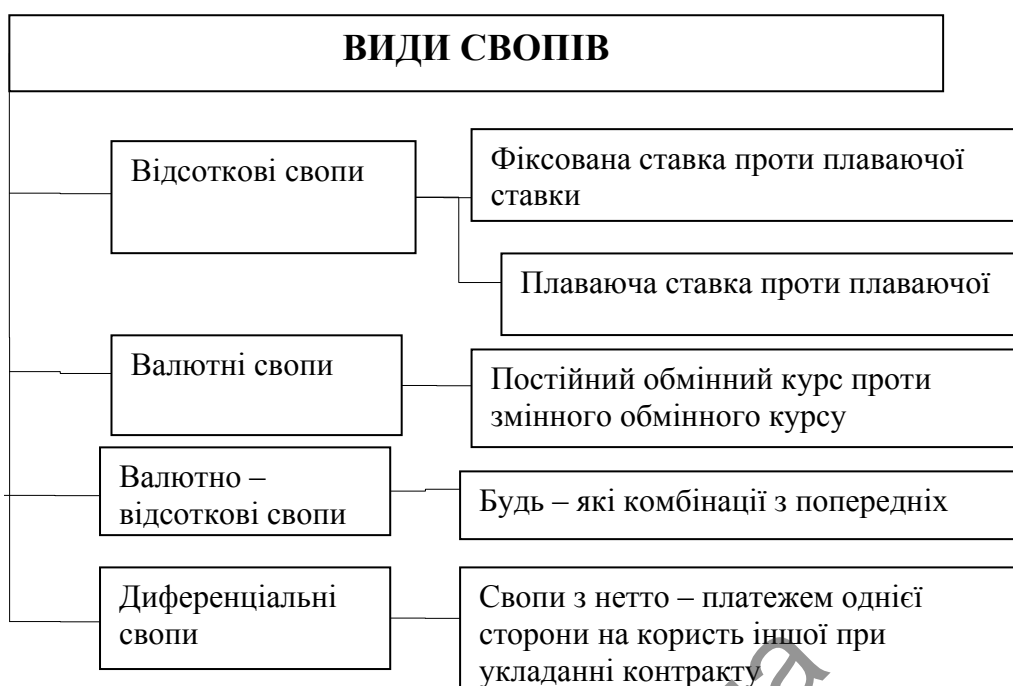 ВИДИ СВОПІВ
Відсоткові свопи
Фіксована ставка проти плаваючої
ставки
Плаваюча ставка проти плаваючої
Валютні свопи
Постійний обмінний курс проти
змінного обмінного курсу
Валютно –
відсоткові свопи
Будь – які комбінації з попередніх
Диференціальні
свопи
Свопи з нетто – платежем однієї
сторони на користь іншої при
укладанні контракту